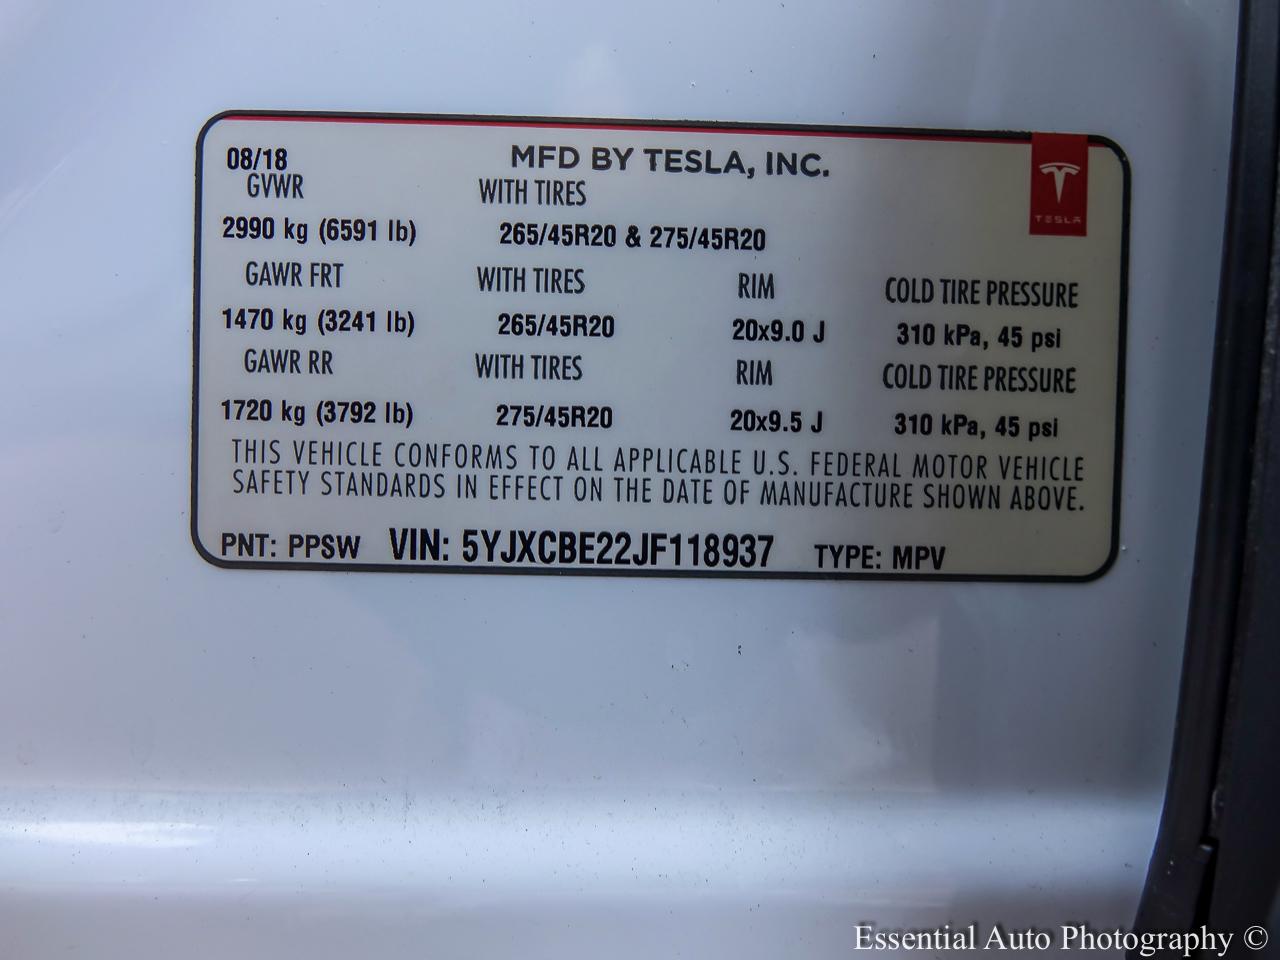 08/18 MFD BY TESLA, INC.
GVWR WITH TIRES
TESLA
2990 kg (6591 lb) 265/45R20 & 275/45R20
GAWR FRT WITH TIRES RIM COLD TIRE PRESSURE
1470 kg (3241 lb) 265/45R20 20x9.0 J 310 kPa, 45 psi
GAWR RR WITH TIRES RIM COLD TIRE PRESSURE
1720 kg (3792 lb) 275/45R20 20x9.5 J 310 kPa, 45 psi
THIS VEHICLE CONFORMS TO ALL APPLICABLE U.S. FEDERAL MOTOR VEHICLE
SAFETY STANDARDS IN EFFECT ON THE DATE OF MANUFACTURE SHOWN ABOVE.
PNT: PPSW VIN: 5YJXCBE22JF118937 TYPE: MPV
Essential Auto Photography ©